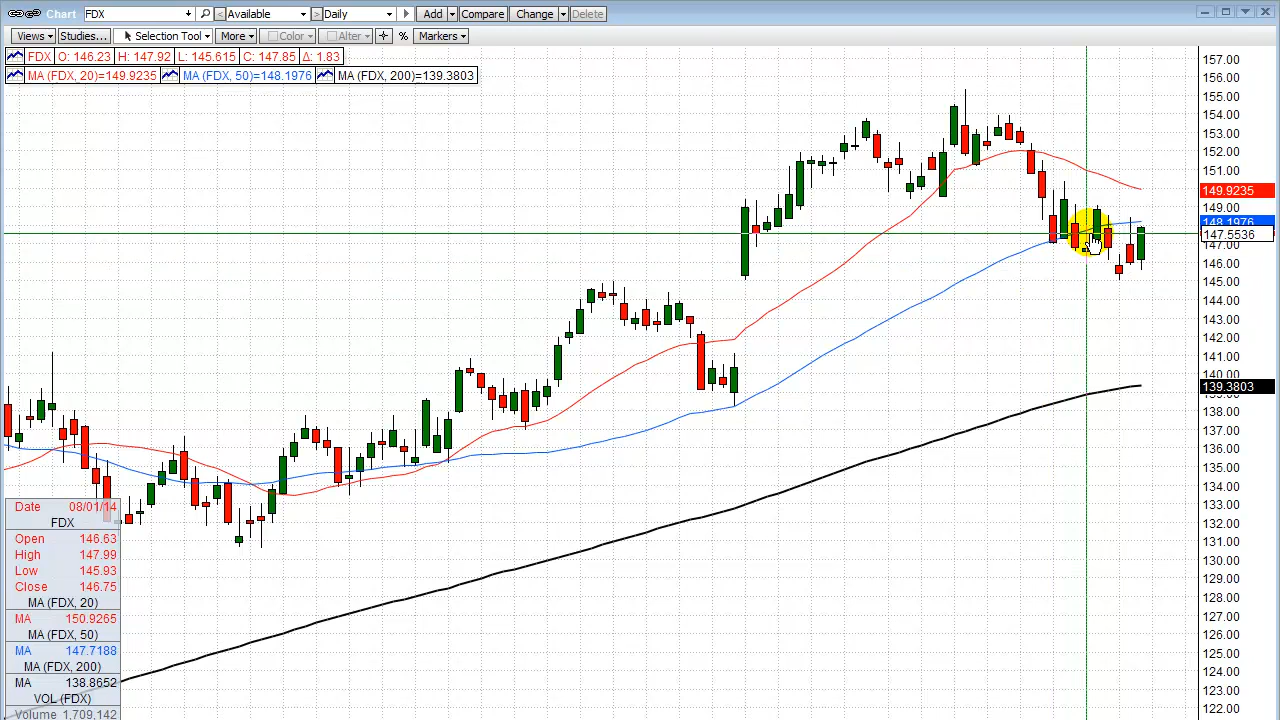 Chart FDX Available Daily Add Compare Change Delete
Views Studies... Selection Tool More Color Alter % Markers
FDX O: 146.23 H: 147.92 L: 145.615 C: 147.85 Δ: 1.83
MA (FDX, 20)=149.9235 MA (FDX, 50)=148.1976 MA (FDX, 200)=139.3803
157.00
156.00
155.00
154.00
153.00
152.00
151.00
149.9235
149.00
148.1976
147.5536
147.00
146.00
145.00
144.00
143.00
142.00
141.00
140.00
139.3803
138.00
137.00
136.00
135.00
134.00
133.00
132.00
131.00
130.00
129.00
128.00
127.00
126.00
125.00
124.00
123.00
122.00
Date 08/01/14
FDX
Open 146.63
High 147.99
Low 145.93
Close 146.75
MA (FDX, 20)
MA 150.9265
MA (FDX, 50)
MA 147.7188
MA (FDX, 200)
MA 138.8652
VOL (FDX)
Volume 1,709,142